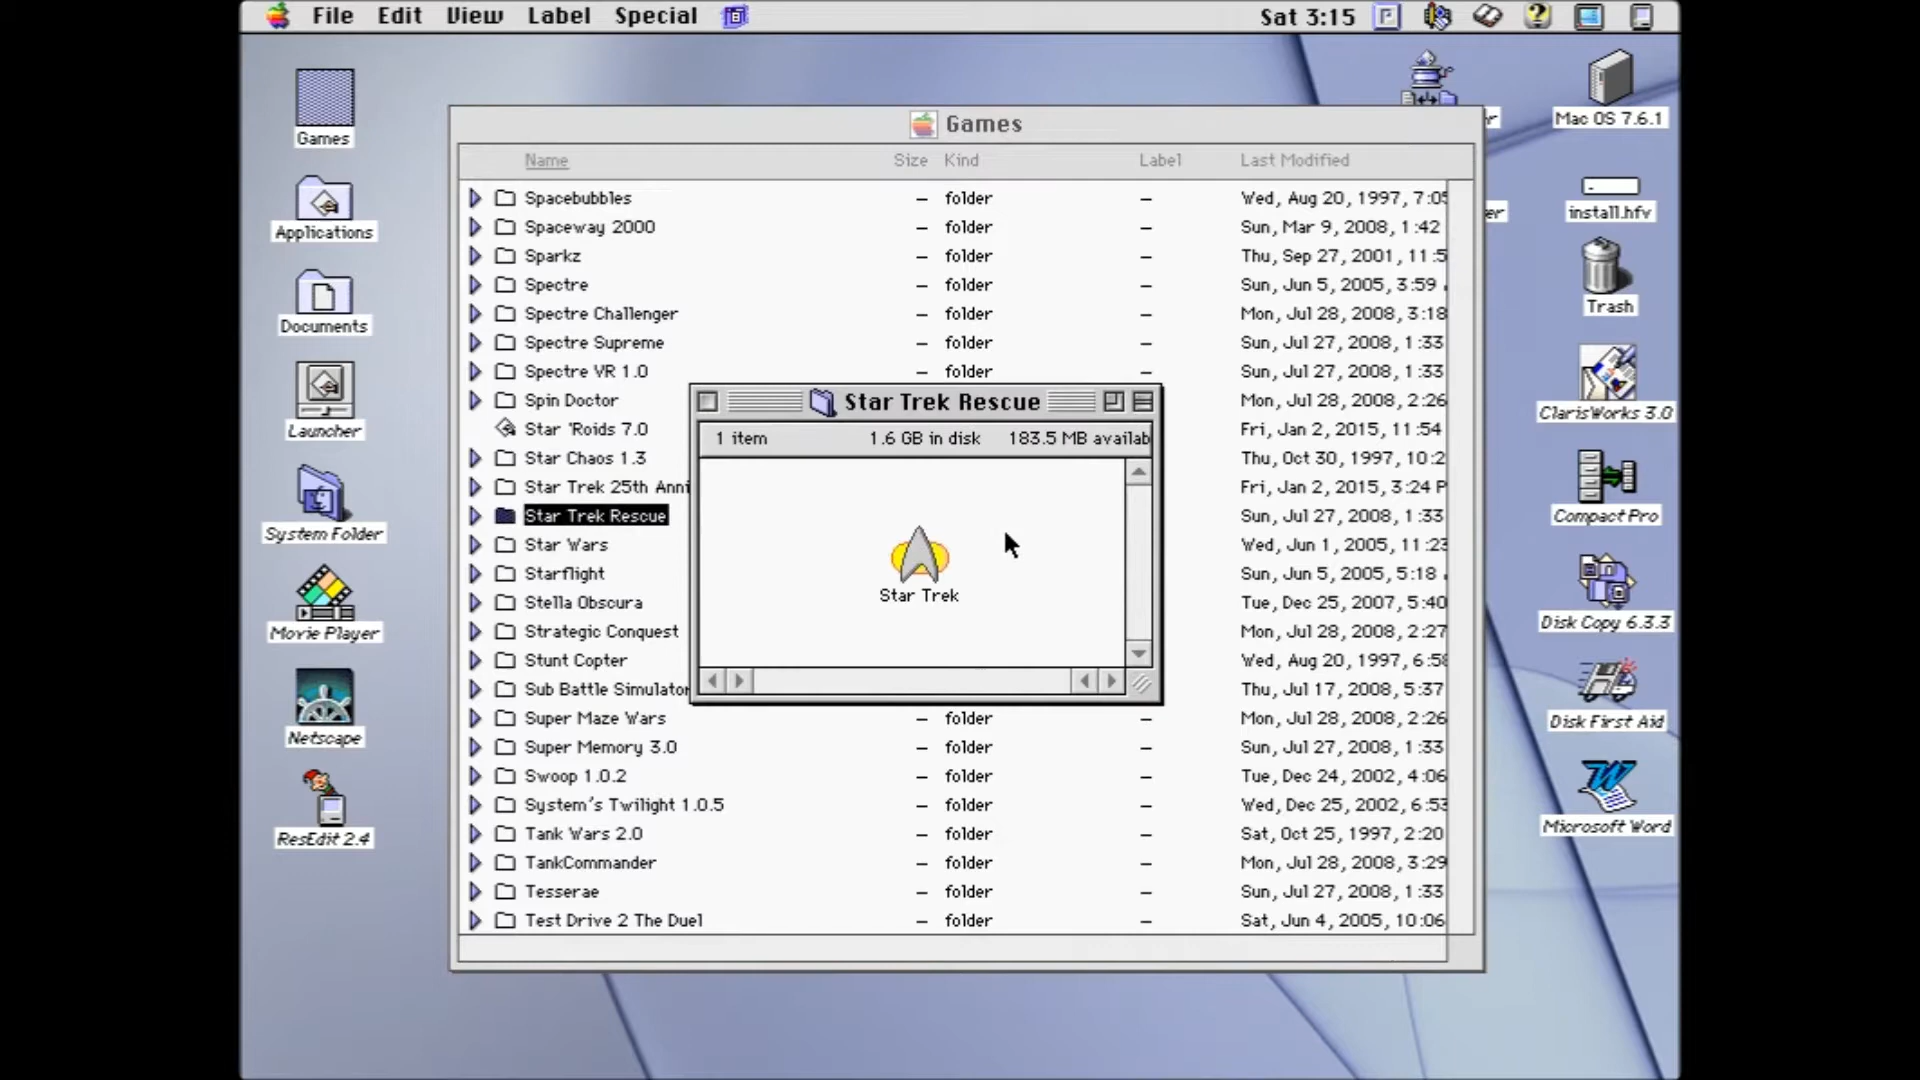 File Edit View Label Special Sat 3:15
Games
Applications
Documents
Launcher
System Folder
Movie Player
Netscape
ResEdit 2.4
Games
Name Size Kind Label Last Modified
Spacebubbles – folder – Wed, Aug 20, 1997, 7:05
Spaceway 2000 – folder – Sun, Mar 9, 2008, 1:42
Sparkz – folder – Thu, Sep 27, 2001, 11:5
Spectre – folder – Sun, Jun 5, 2005, 3:59
Spectre Challenger – folder – Mon, Jul 28, 2008, 3:18
Spectre Supreme – folder – Sun, Jul 27, 2008, 1:33
Spectre VR 1.0 – folder – Sun, Jul 27, 2008, 1:33
Spin Doctor Mon, Jul 28, 2008, 2:26
Star 'Roids 7.0 Fri, Jan 2, 2015, 11:54
Star Chaos 1.3 Thu, Oct 30, 1997, 10:2
Star Trek 25th Anni Fri, Jan 2, 2015, 3:24 P
Star Trek Rescue Sun, Jul 27, 2008, 1:33
Star Wars Wed, Jun 1, 2005, 11:23
Starflight Sun, Jun 5, 2005, 5:18
Stella Obscura Tue, Dec 25, 2007, 5:40
Strategic Conquest Mon, Jul 28, 2008, 2:27
Stunt Copter Wed, Aug 20, 1997, 6:58
Sub Battle Simulator Thu, Jul 17, 2008, 5:37
Super Maze Wars – folder – Mon, Jul 28, 2008, 2:26
Super Memory 3.0 – folder – Sun, Jul 27, 2008, 1:33
Swoop 1.0.2 – folder – Tue, Dec 24, 2002, 4:06
System's Twilight 1.0.5 – folder – Wed, Dec 25, 2002, 6:53
Tank Wars 2.0 – folder – Sat, Oct 25, 1997, 2:20
TankCommander – folder – Mon, Jul 28, 2008, 3:29
Tesserae – folder – Sun, Jul 27, 2008, 1:33
Test Drive 2 The Duel – folder – Sat, Jun 4, 2005, 10:06
Star Trek Rescue
1 item 1.6 GB in disk 183.5 MB availab
Star Trek
Mac OS 7.6.1
install.hfv
Trash
ClarisWorks 3.0
Compact Pro
Disk Copy 6.3.3
Disk First Aid
Microsoft Word